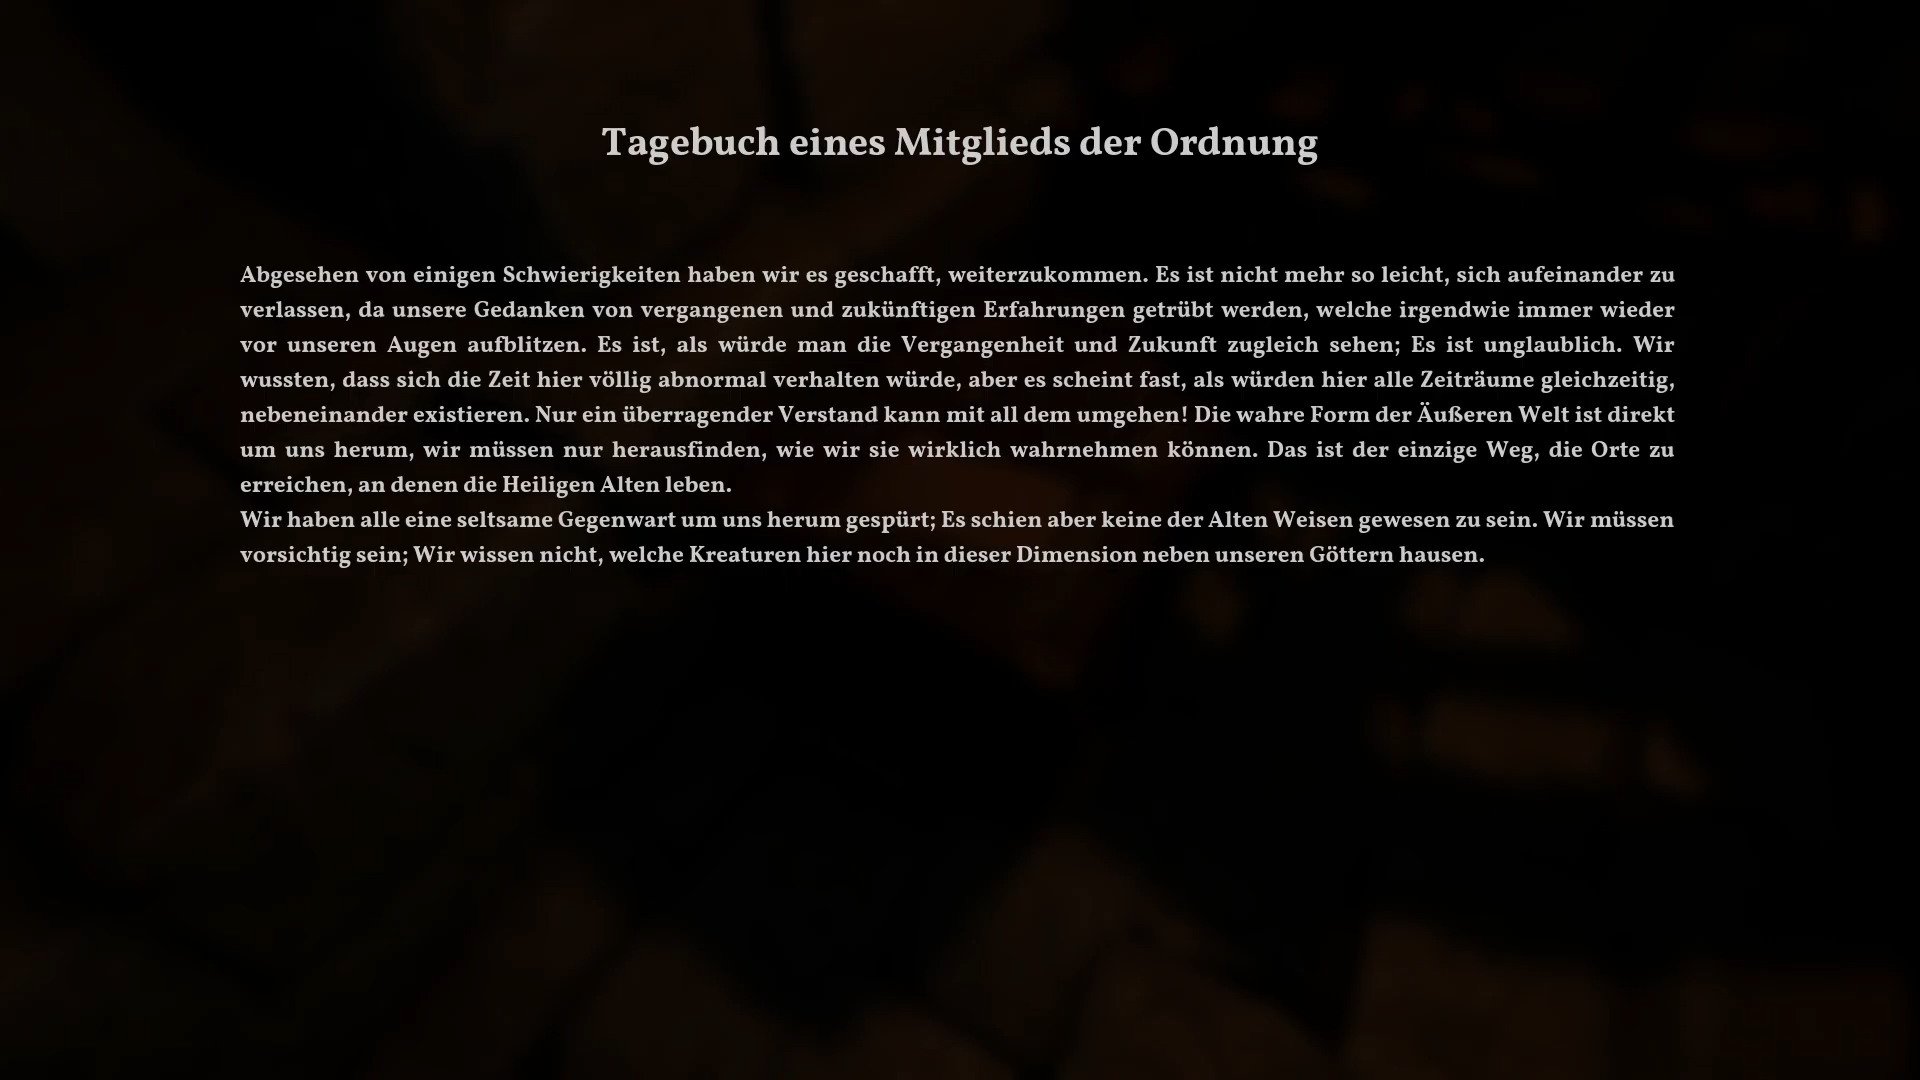 Tagebuch eines Mitglieds der Ordnung
Abgesehen von einigen Schwierigkeiten haben wir es geschafft, weiterzukommen. Es ist nicht mehr so leicht, sich aufeinander zu
verlassen, da unsere Gedanken von vergangenen und zukünftigen Erfahrungen getrübt werden, welche irgendwie immer wieder
vor unseren Augen aufblitzen. Es ist, als würde man die Vergangenheit und Zukunft zugleich sehen; Es ist unglaublich. Wir
wussten, dass sich die Zeit hier völlig abnormal verhalten würde, aber es scheint fast, als würden hier alle Zeiträume gleichzeitig,
nebeneinander existieren. Nur ein überragender Verstand kann mit all dem umgehen! Die wahre Form der Äußeren Welt ist direkt
um uns herum, wir müssen nur herausfinden, wie wir sie wirklich wahrnehmen können. Das ist der einzige Weg, die Orte zu
erreichen, an denen die Heiligen Alten leben.
Wir haben alle eine seltsame Gegenwart um uns herum gespürt; Es schien aber keine der Alten Weisen gewesen zu sein. Wir müssen
vorsichtig sein; Wir wissen nicht, welche Kreaturen hier noch in dieser Dimension neben unseren Göttern hausen.